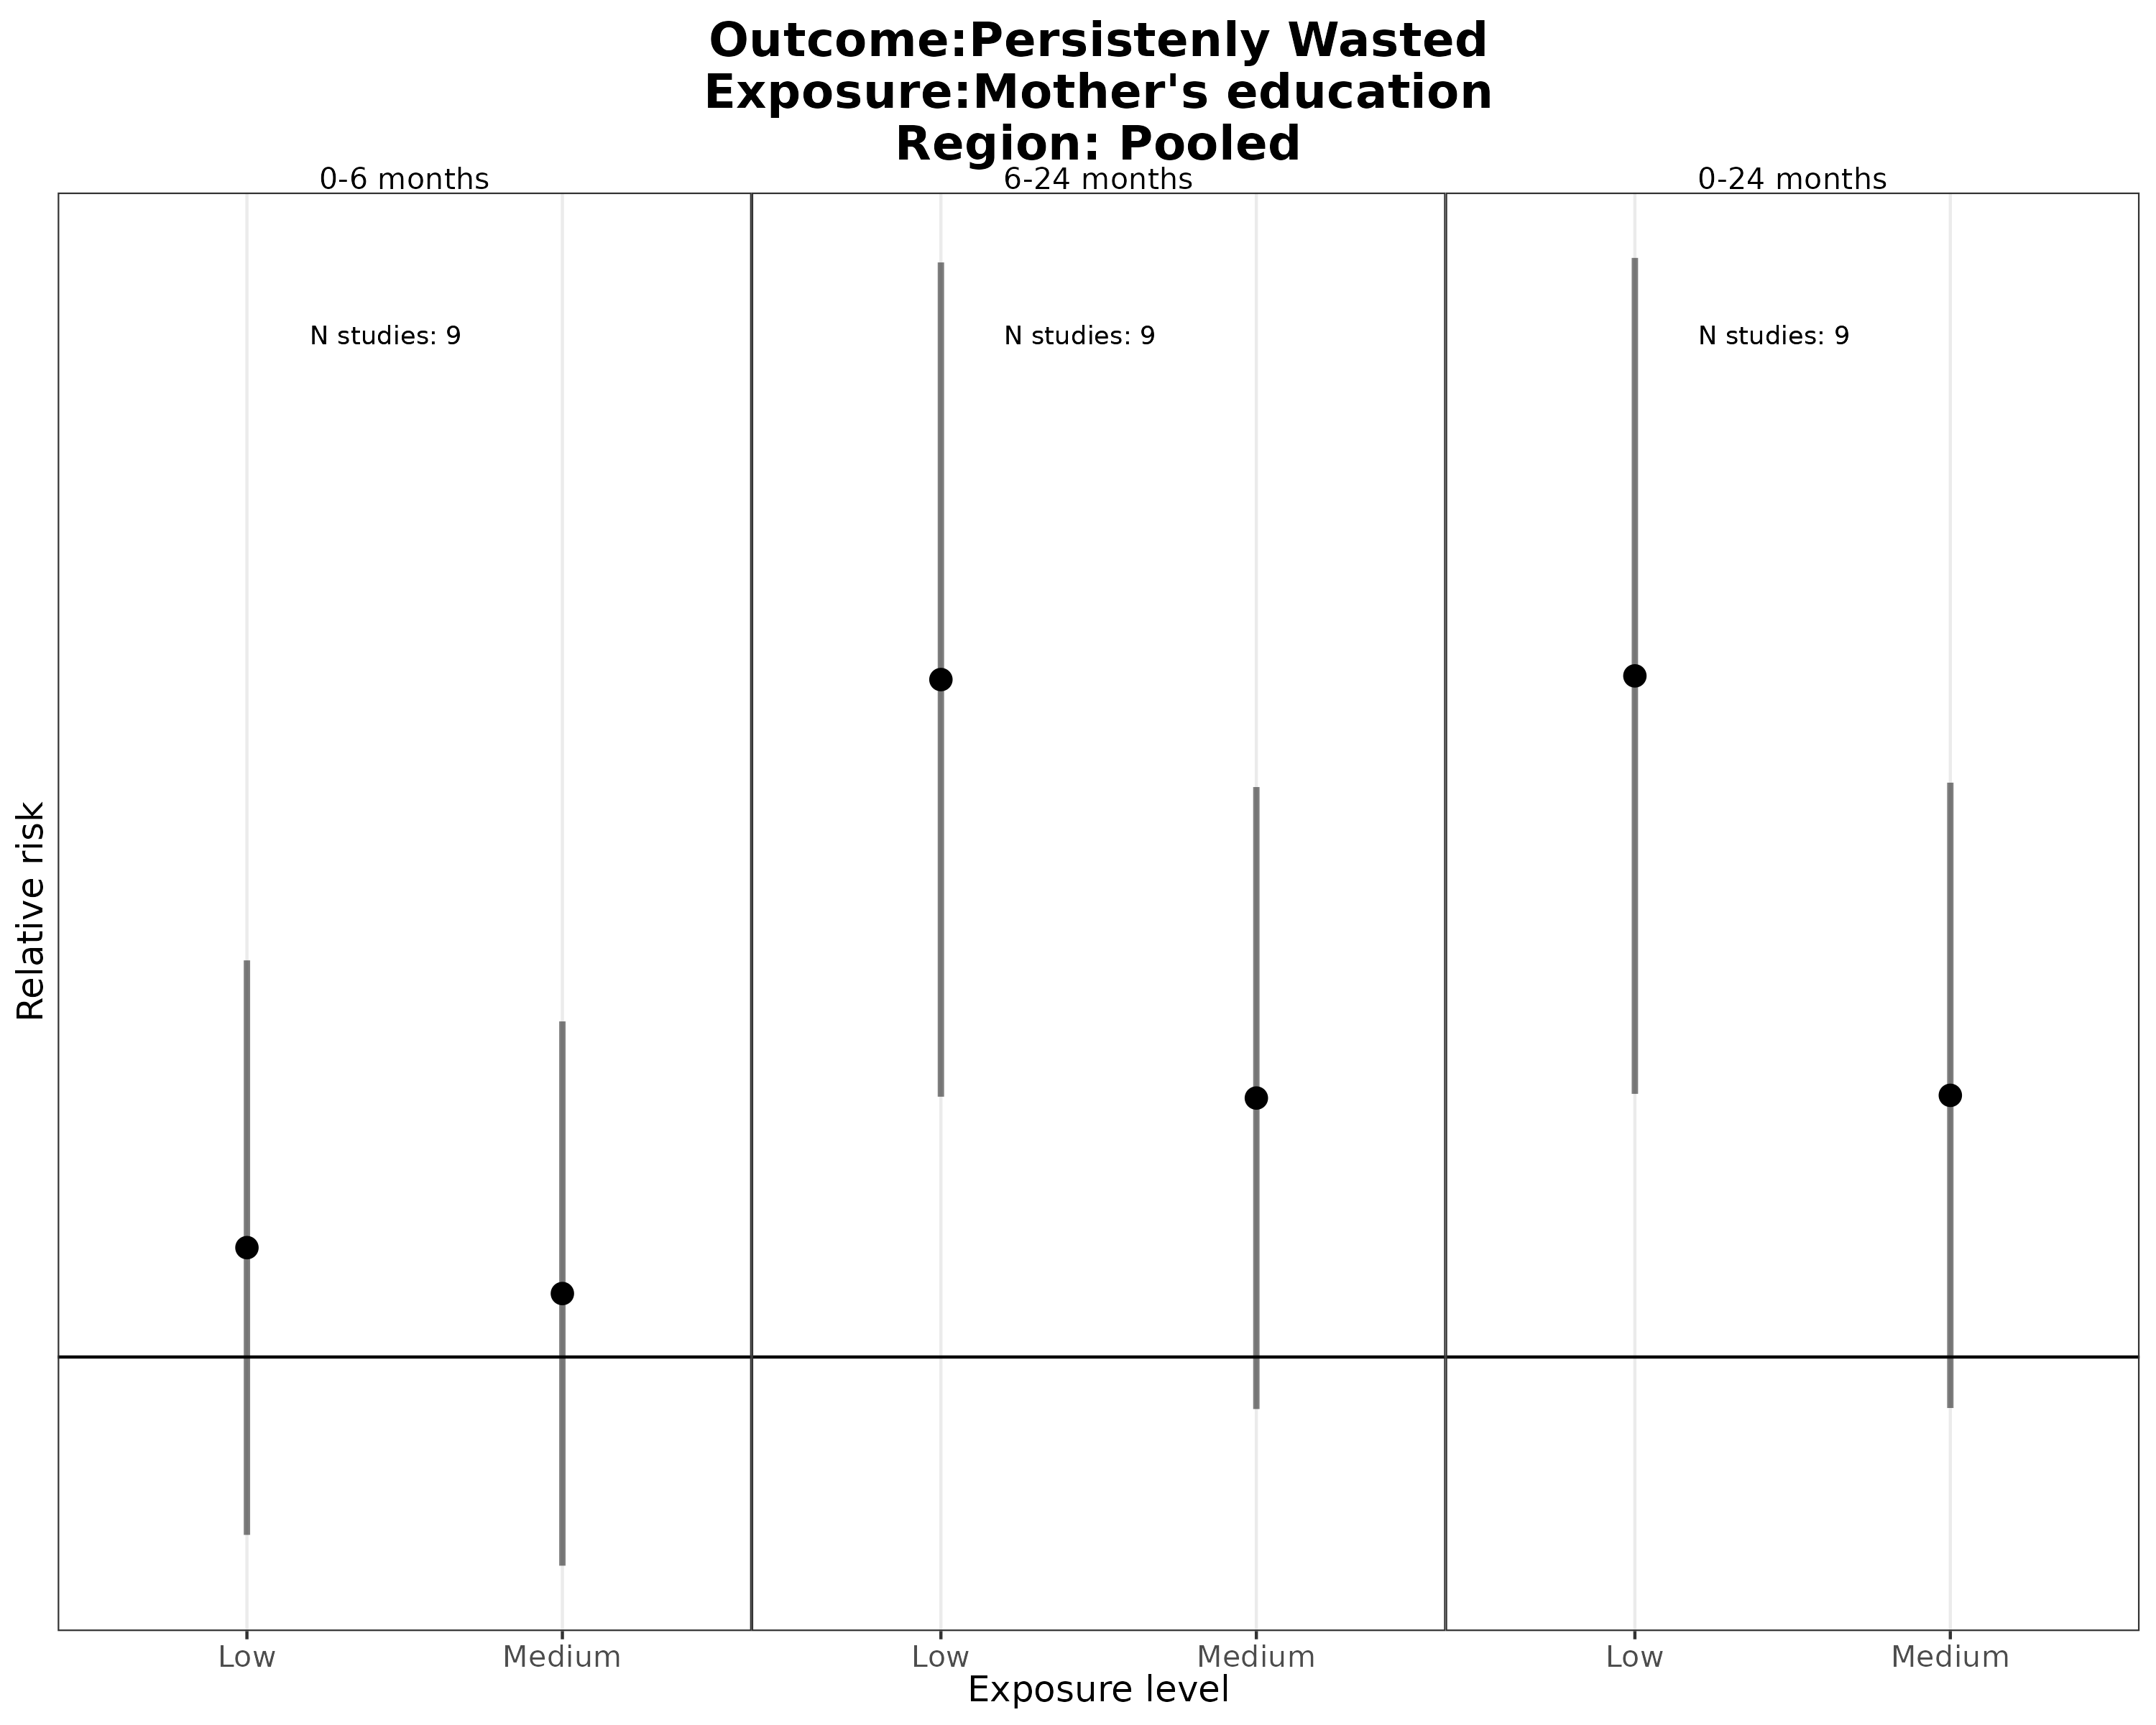 Outcome:Persistenly Wasted
Exposure:Mother's education
Region: Pooled
0-6 months
6-24 months
0-24 months
N studies: 9
N studies: 9
N studies: 9
Relative risk
Low
Medium
Low
Medium
Low
Medium
Exposure level